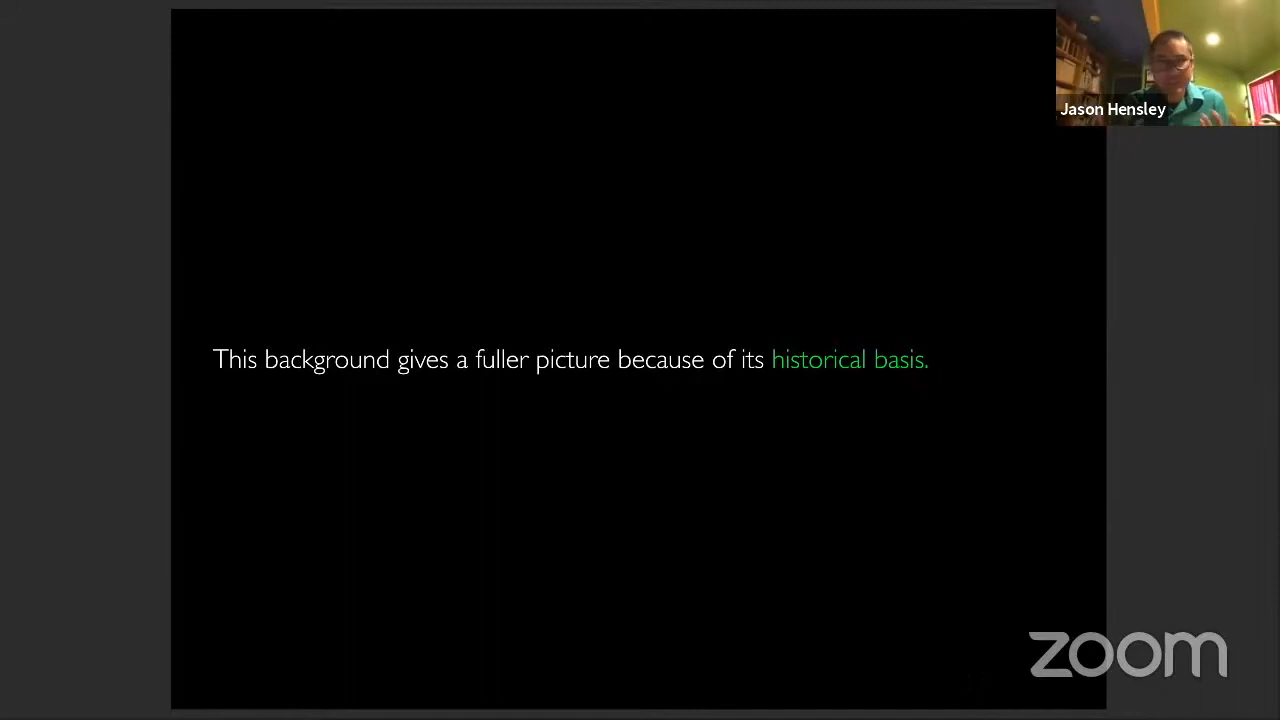 Jason Hensley
This background gives a fuller picture because of its historical basis.
zoom